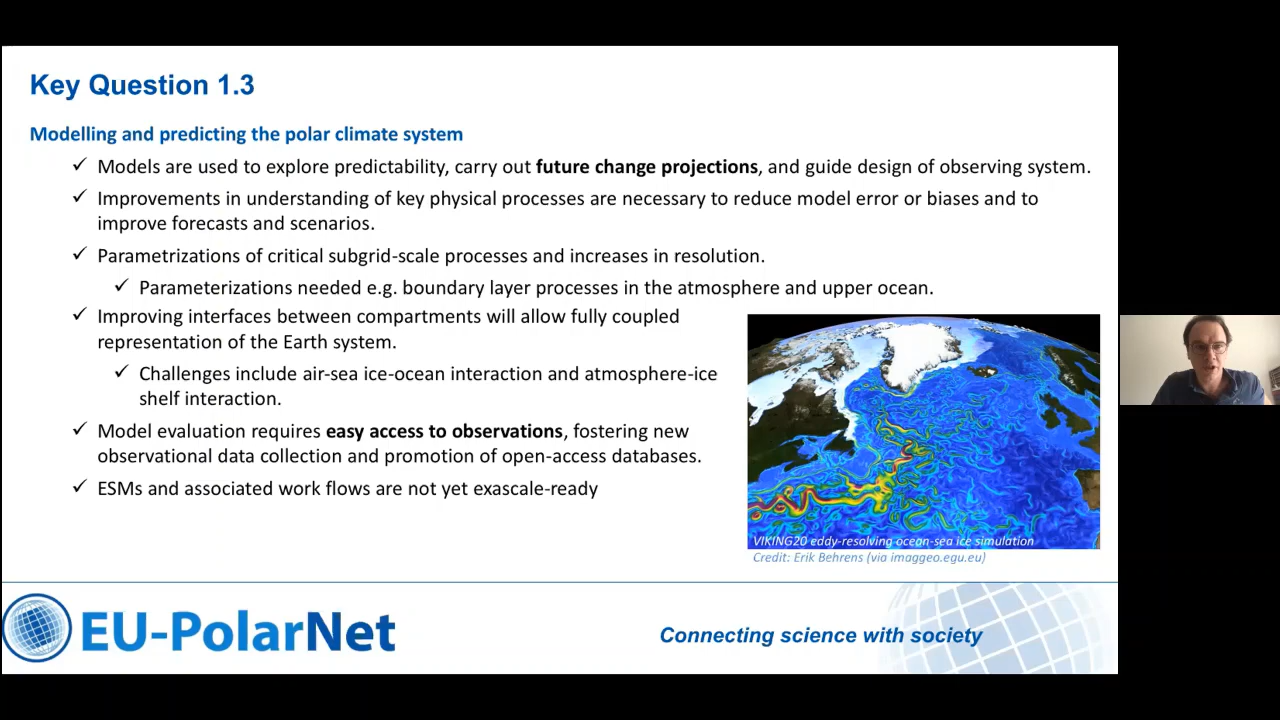 Key Question 1.3
Modelling and predicting the polar climate system
✓ Models are used to explore predictability, carry out future change projections, and guide design of observing system.
✓ Improvements in understanding of key physical processes are necessary to reduce model error or biases and to
improve forecasts and scenarios.
✓ Parametrizations of critical subgrid-scale processes and increases in resolution.
✓ Parameterizations needed e.g. boundary layer processes in the atmosphere and upper ocean.
✓ Improving interfaces between compartments will allow fully coupled
representation of the Earth system.
✓ Challenges include air-sea ice-ocean interaction and atmosphere-ice
shelf interaction.
✓ Model evaluation requires easy access to observations, fostering new
observational data collection and promotion of open-access databases.
✓ ESMs and associated work flows are not yet exascale-ready
VIKING20 eddy-resolving ocean-sea ice simulation
Credit: Erik Behrens (via imaggeo.egu.eu)
EU-PolarNet
Connecting science with society